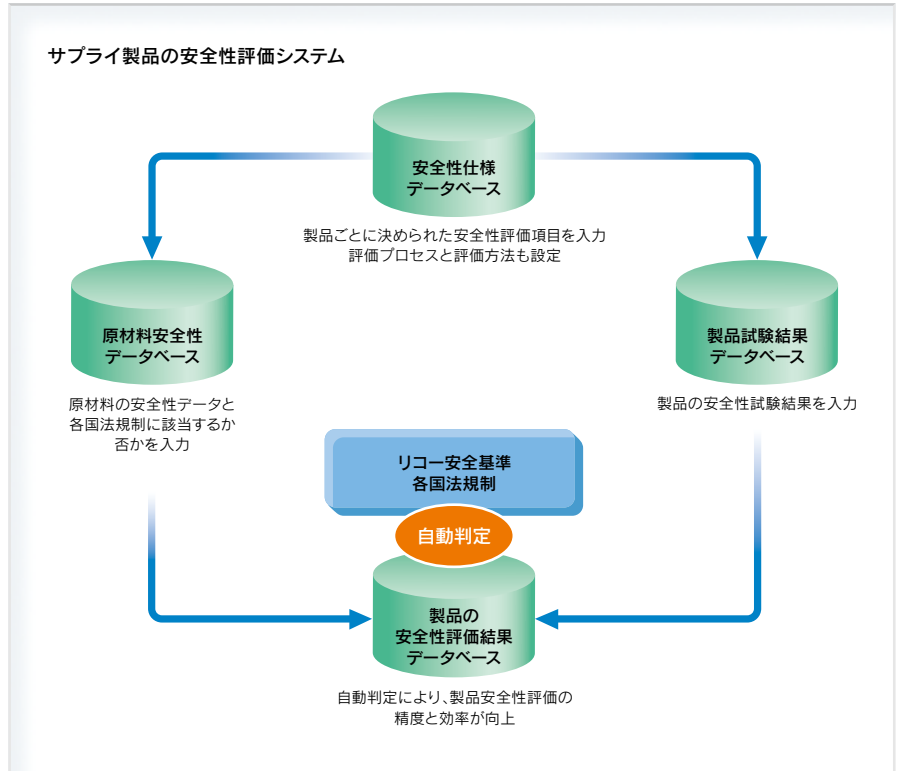 サプライ製品の安全性評価システム
安全性仕様
データベース
製品ごとに決められた安全性評価項目を入力
評価プロセスと評価方法も設定
原材料安全性
データベース
原材料の安全性データと
各国法規制に該当するか
否かを入力
製品試験結果
データベース
製品の安全性試験結果を入力
リコー安全基準
各国法規制
自動判定
製品の
安全性評価結果
データベース
自動判定により、製品安全性評価の
精度と効率が向上